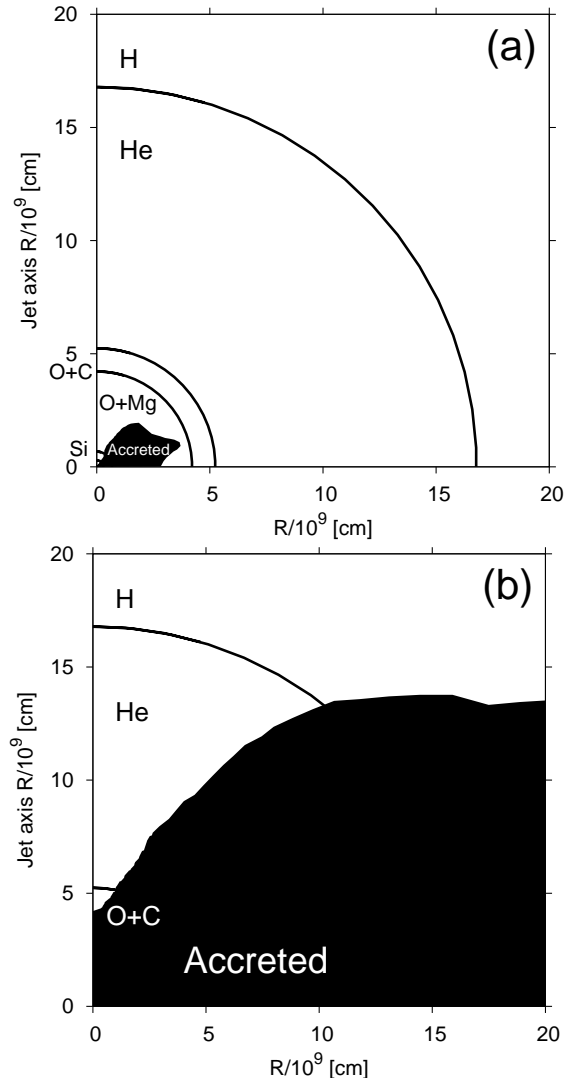 20
15
10
5
0
Jet axis R/10^9 [cm]
(a)
H
He
O+C
O+Mg
Si
Accreted
0 5 10 15 20
R/10^9 [cm]
20
15
10
5
0
Jet axis R/10^9 [cm]
(b)
H
He
O+C
Accreted
0 5 10 15 20
R/10^9 [cm]